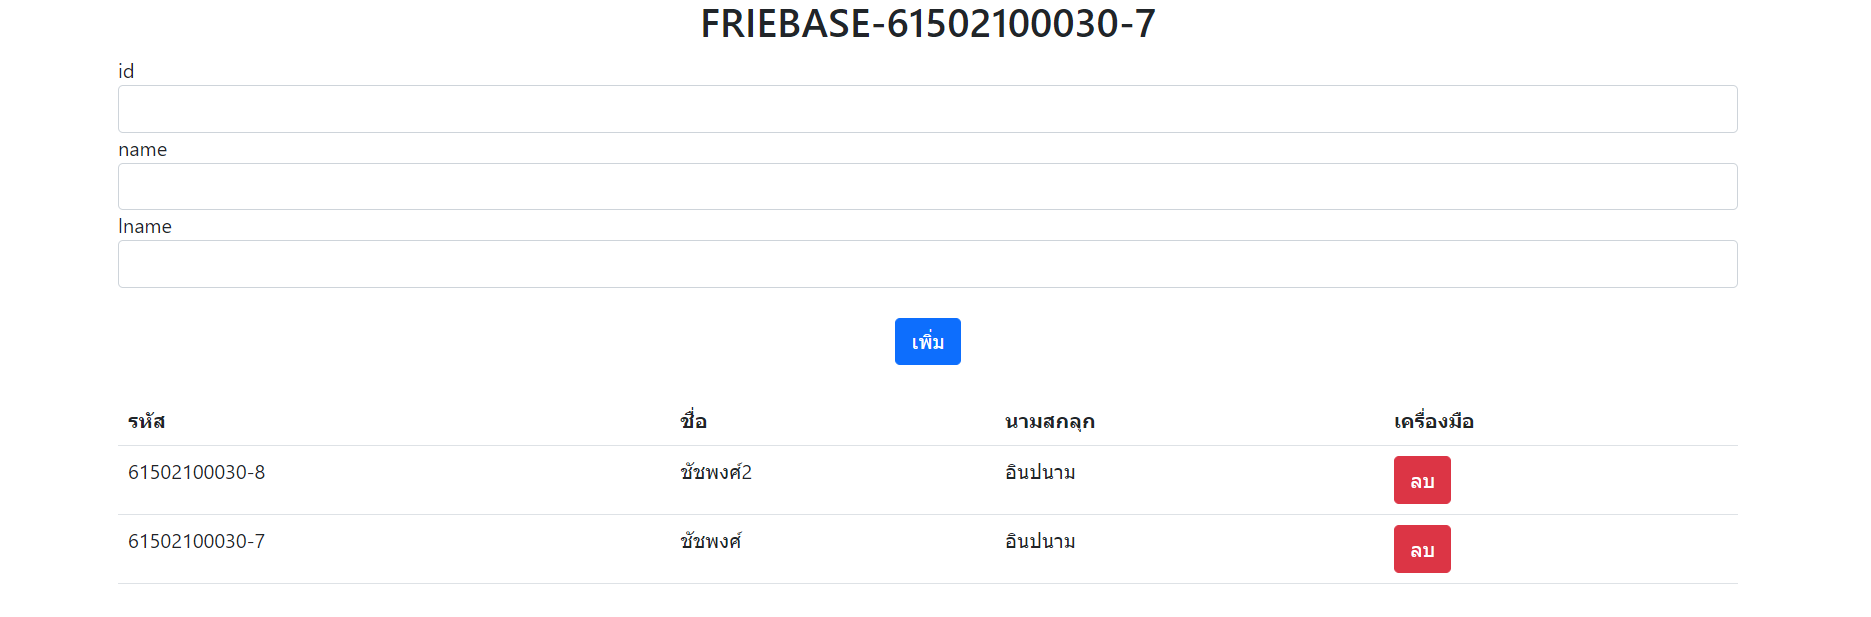 FRIEBASE-61502100030-7
id
name
lname
เพิ่ม
รหัส ชื่อ นามสกลุก เครื่องมือ
61502100030-8 ชัชพงศ์2 อินปนาม ลบ
61502100030-7 ชัชพงศ์ อินปนาม ลบ